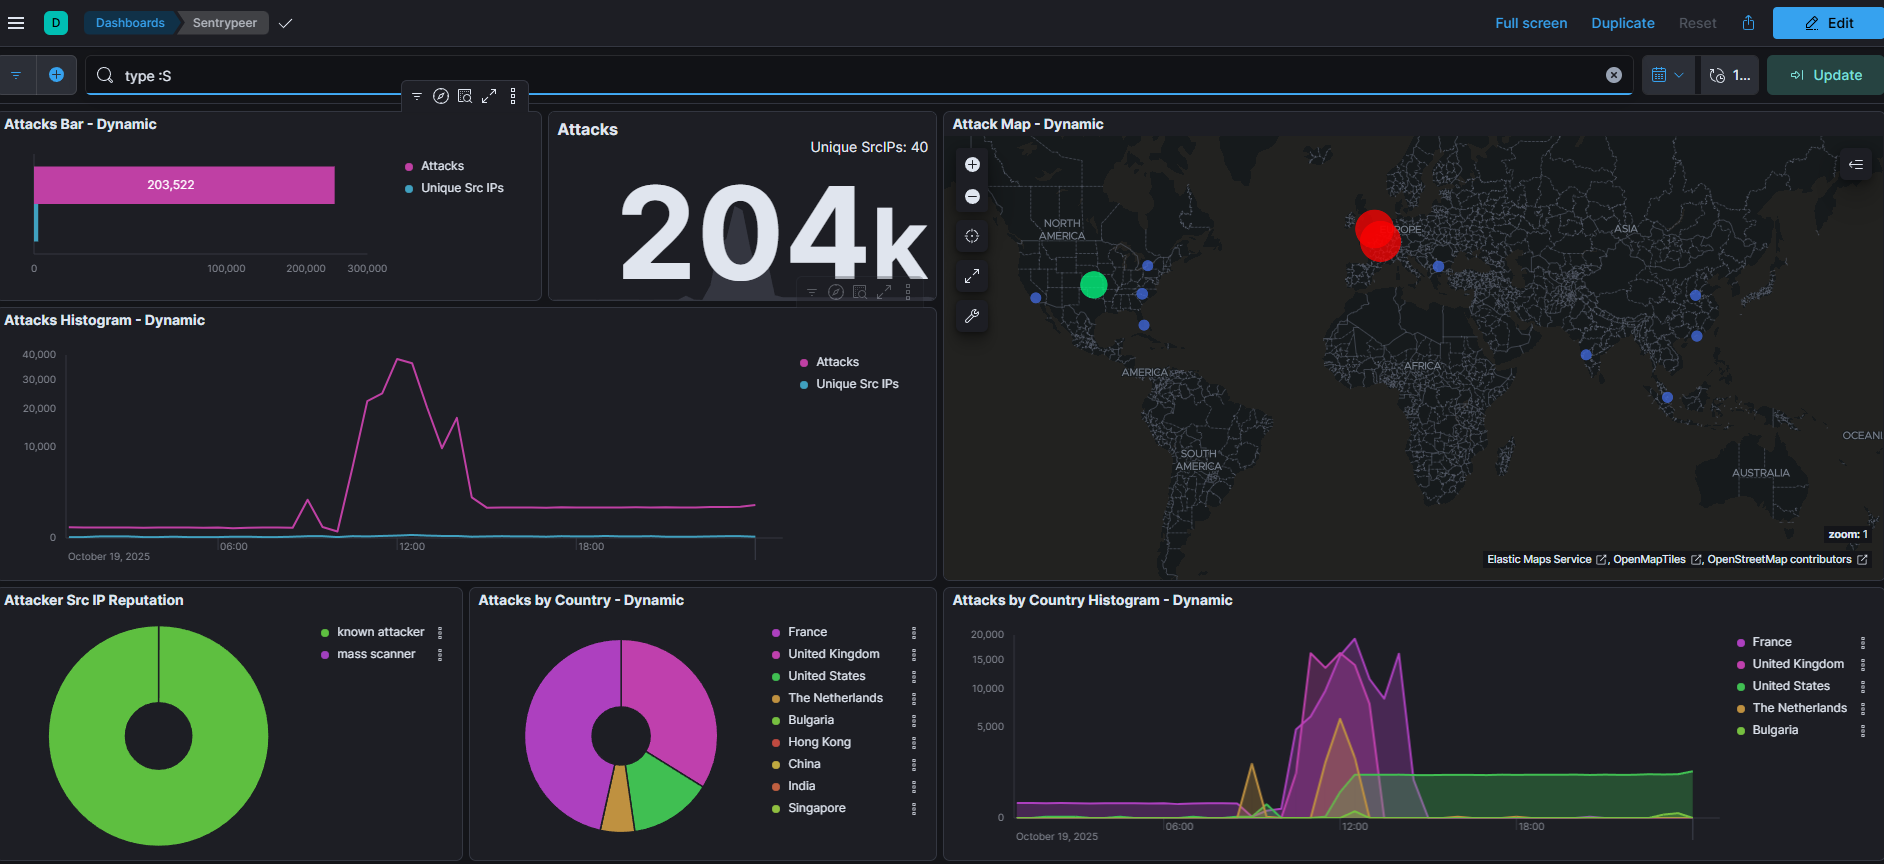 D Dashboards Sentrypeer Full screen Duplicate Reset Edit
type :S 1... Update
Attacks Bar - Dynamic
203,522
Attacks
Unique Src IPs
0 100,000 200,000 300,000
Attacks
Unique SrcIPs: 40
204k
Attack Map - Dynamic
NORTH
AMERICA
OPE
ASIA
AMERICA
AFRICA
SOUTH
AMERICA
OCEANI
AUSTRALIA
zoom: 1
Elastic Maps Service , OpenMapTiles , OpenStreetMap contributors
Attacks Histogram - Dynamic
40,000
30,000
20,000
10,000
0
06:00 12:00 18:00
October 19, 2025
Attacks
Unique Src IPs
Attacker Src IP Reputation
known attacker
mass scanner
Attacks by Country - Dynamic
France
United Kingdom
United States
The Netherlands
Bulgaria
Hong Kong
China
India
Singapore
Attacks by Country Histogram - Dynamic
20,000
15,000
10,000
5,000
0
06:00 12:00 18:00
October 19, 2025
France
United Kingdom
United States
The Netherlands
Bulgaria